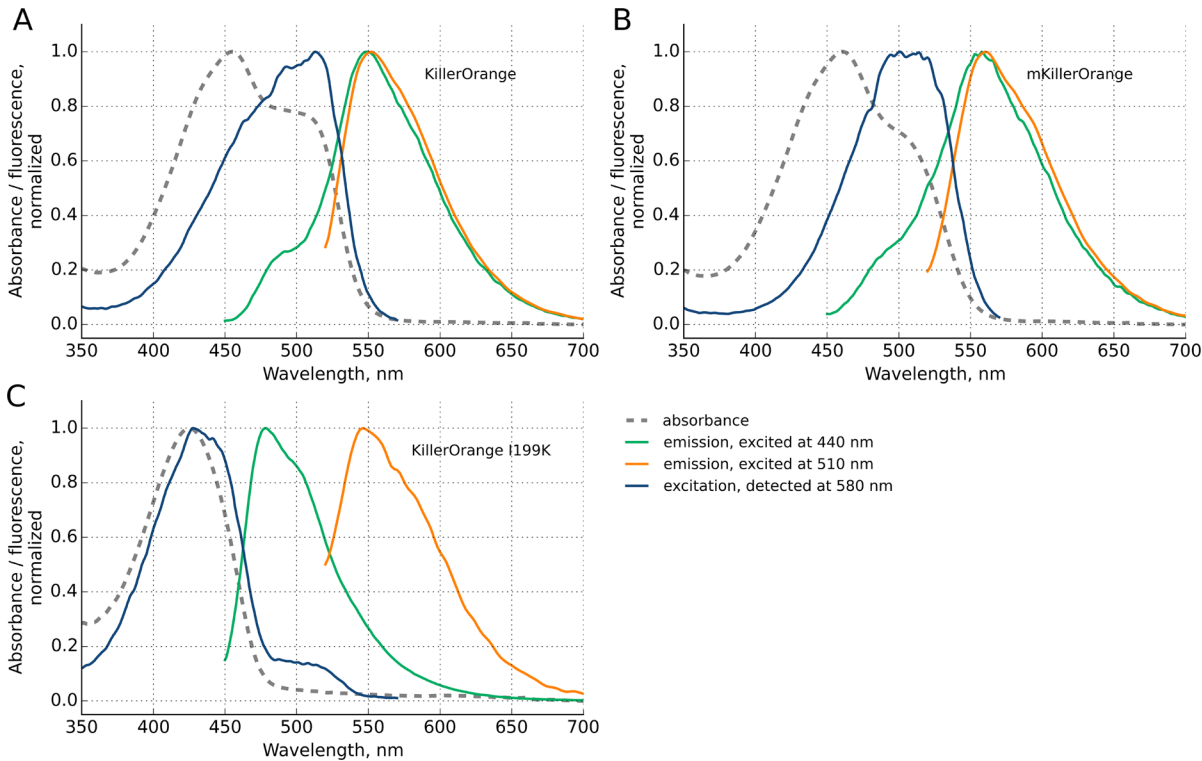 A
KillerOrange
Absorbance / fluorescence,
normalized
1.0
0.8
0.6
0.4
0.2
0.0
350 400 450 500 550 600 650 700
Wavelength, nm
B
mKillerOrange
Absorbance / fluorescence,
normalized
1.0
0.8
0.6
0.4
0.2
0.0
350 400 450 500 550 600 650 700
Wavelength, nm
C
KillerOrange I199K
Absorbance / fluorescence,
normalized
1.0
0.8
0.6
0.4
0.2
0.0
350 400 450 500 550 600 650 700
Wavelength, nm
absorbance
emission, excited at 440 nm
emission, excited at 510 nm
excitation, detected at 580 nm